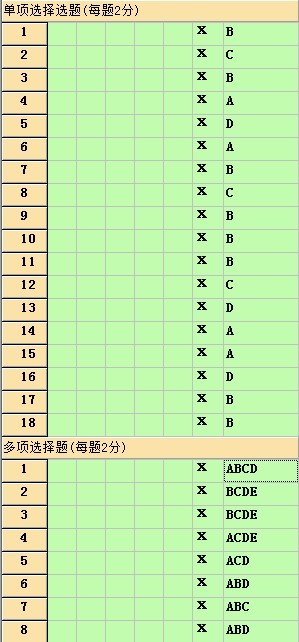 单项选择选题(每题2分)
1 X B
2 X C
3 X B
4 X A
5 X D
6 X A
7 X B
8 X C
9 X B
10 X B
11 X B
12 X C
13 X D
14 X A
15 X A
16 X D
17 X B
18 X B
多项选择题(每题2分)
1 X ABCD
2 X BCDE
3 X BCDE
4 X ACDE
5 X ACD
6 X ABD
7 X ABC
8 X ABD